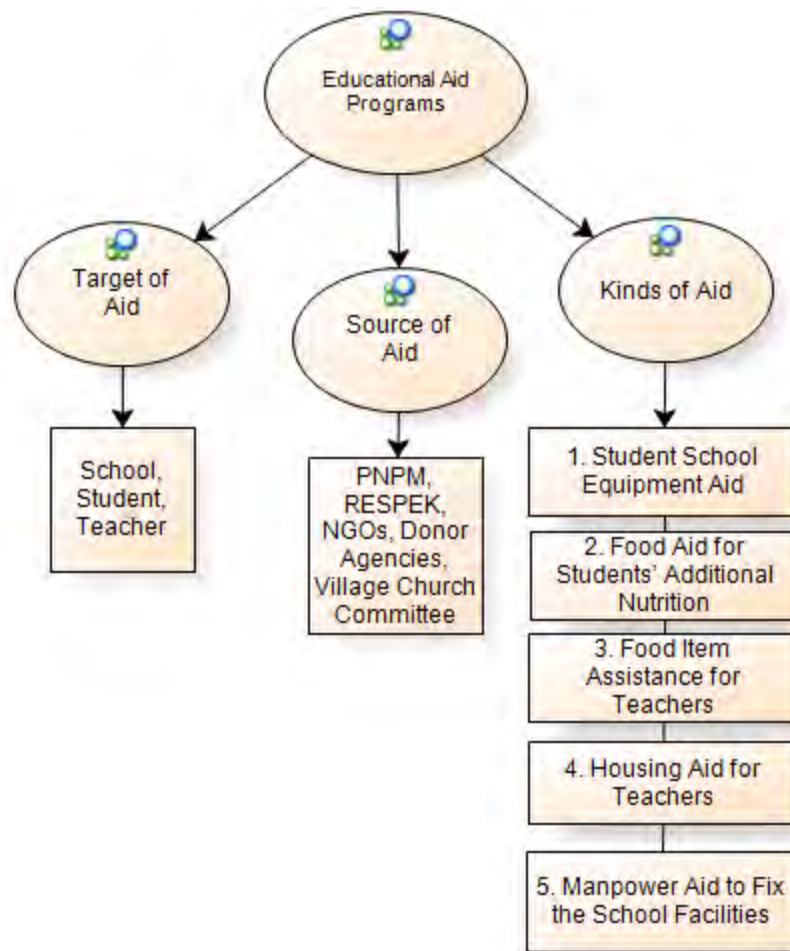 Educational Aid
Programs
Target of
Aid
Source of
Aid
Kinds of Aid
School,
Student,
Teacher
PNPM,
RESPEK,
NGOs, Donor
Agencies,
Village Church
Committee
1. Student School
Equipment Aid
2. Food Aid for
Students’ Additional
Nutrition
3. Food Item
Assistance for
Teachers
4. Housing Aid for
Teachers
5. Manpower Aid to Fix
the School Facilities